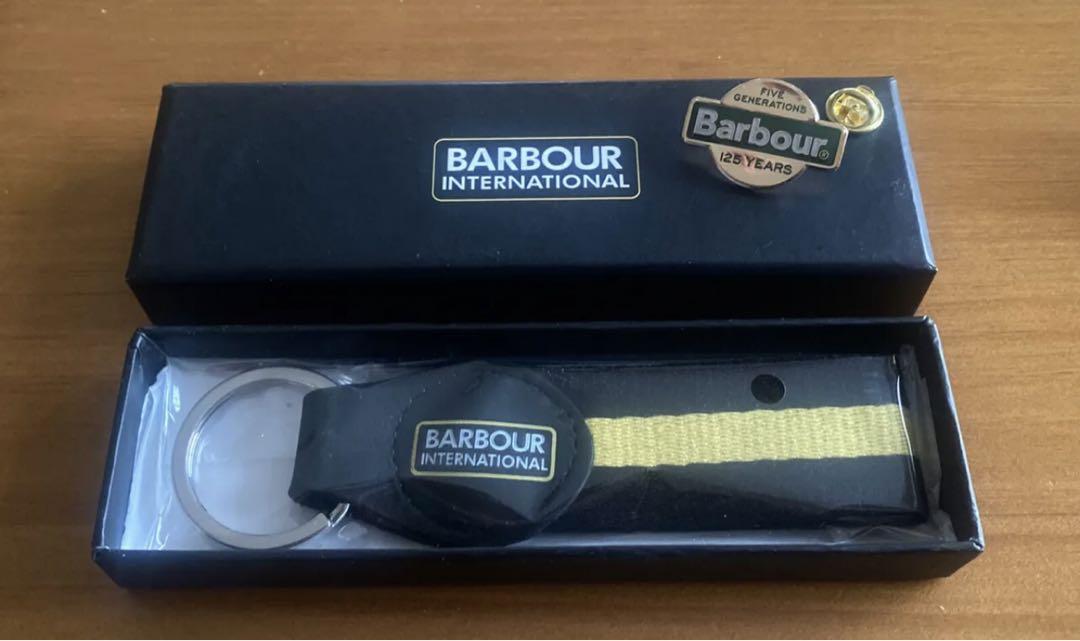 BARBOUR
INTERNATIONAL
FIVE
GENERATIONS
Barbour®
125 YEARS
BARBOUR
INTERNATIONAL